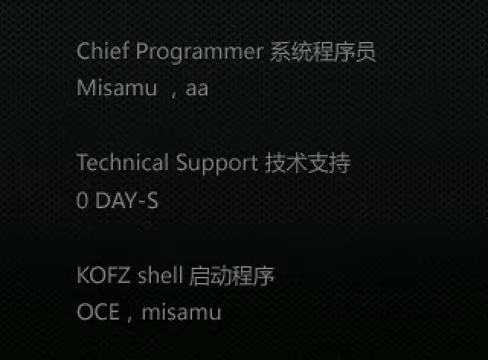 Chief Programmer 系统程序员
Misamu ，aa
Technical Support 技术支持
0 DAY-S
KOFZ shell 启动程序
OCE，misamu